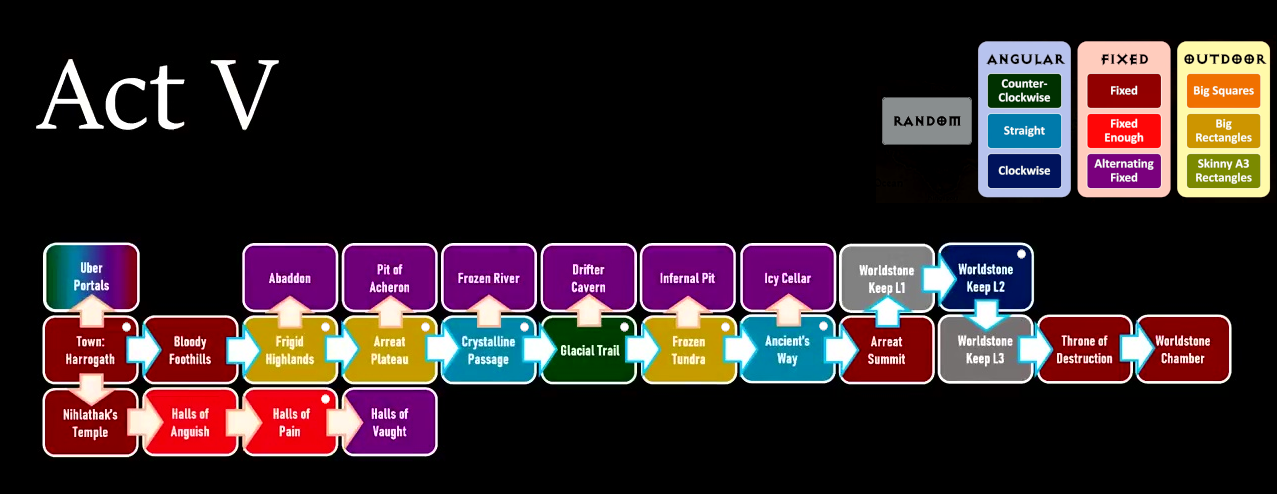 Act V
RANDOM
ANGULAR
Counter-
Clockwise
Straight
Clockwise
FIXED
Fixed
Fixed
Enough
Alternating
Fixed
OUTDOOR
Big Squares
Big
Rectangles
Skinny A3
Rectangles
Uber
Portals
Abaddon
Pit of
Acheron
Frozen River
Drifter
Cavern
Infernal Pit
Icy Cellar
Worldstone
Keep L1
Worldstone
Keep L2
Town:
Harrogath
Bloody
Foothills
Frigid
Highlands
Arreat
Plateau
Crystalline
Passage
Glacial Trail
Frozen
Tundra
Ancient's
Way
Arreat
Summit
Worldstone
Keep L3
Throne of
Destruction
Worldstone
Chamber
Nihlathak's
Temple
Halls of
Anguish
Halls of
Pain
Halls of
Vaught